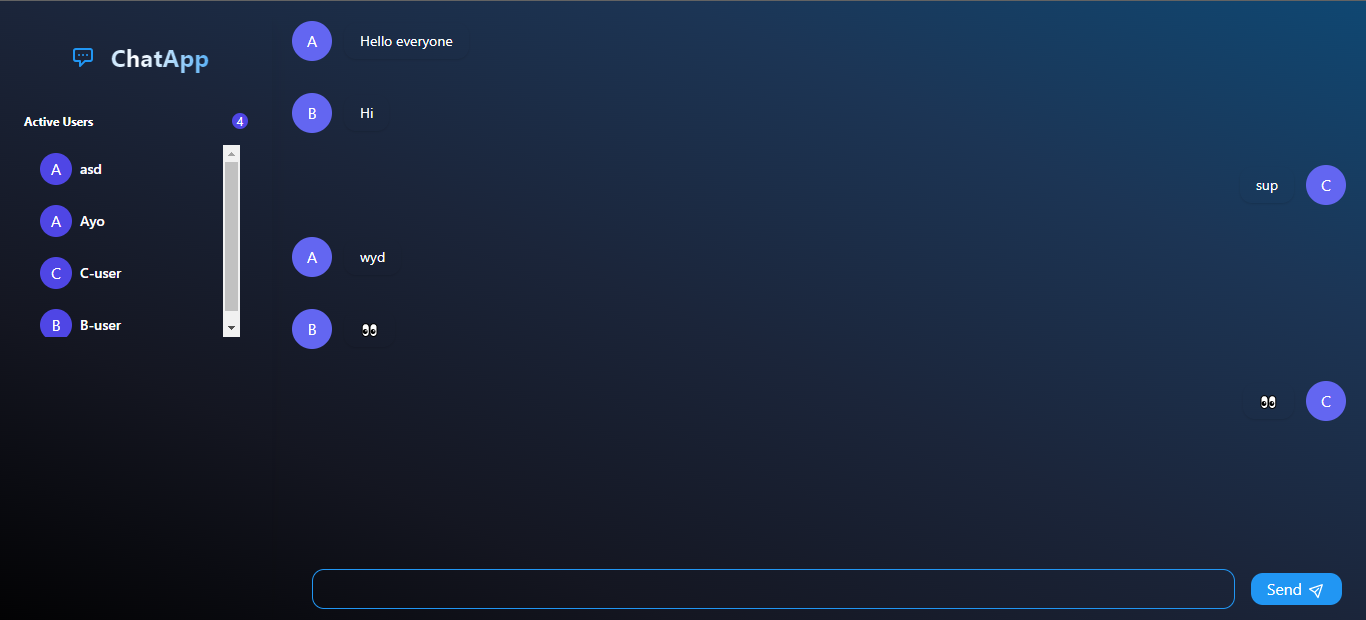 ChatApp
Active Users 4
A asd
A Ayo
C C-user
B B-user
A Hello everyone
B Hi
sup C
A wyd
B 👀
👀 C
Send